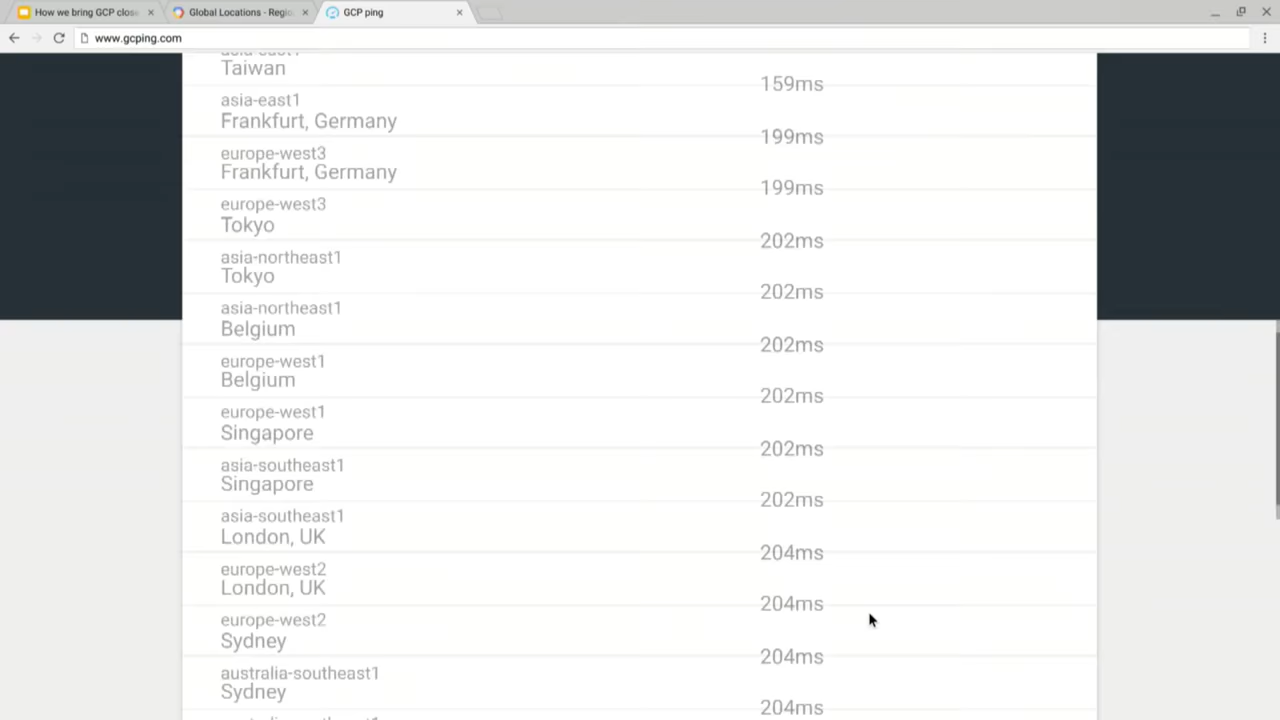 How we bring GCP close
Global Locations - Regio
GCP ping
www.gcping.com
asia-east1
Taiwan
159ms
asia-east1
Frankfurt, Germany
199ms
europe-west3
Frankfurt, Germany
199ms
europe-west3
Tokyo
202ms
asia-northeast1
Tokyo
202ms
asia-northeast1
Belgium
202ms
europe-west1
Belgium
202ms
europe-west1
Singapore
202ms
asia-southeast1
Singapore
202ms
asia-southeast1
London, UK
204ms
europe-west2
London, UK
204ms
europe-west2
Sydney
204ms
australia-southeast1
Sydney
204ms